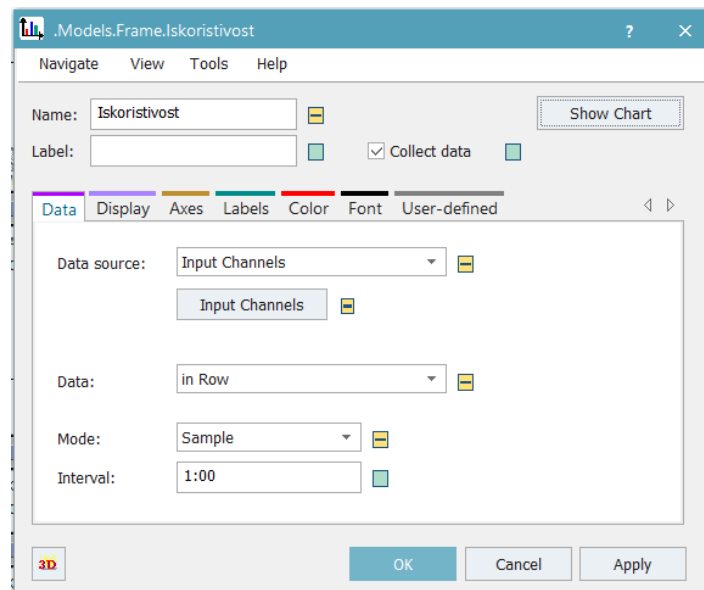 .Models.Frame.Iskoristivost
?
Navigate View Tools Help
Name: Iskoristivost
Show Chart
Label:
Collect data
Data Display Axes Labels Color Font User-defined
Data source: Input Channels
Input Channels
Data: in Row
Mode: Sample
Interval: 1:00
3D
OK Cancel Apply